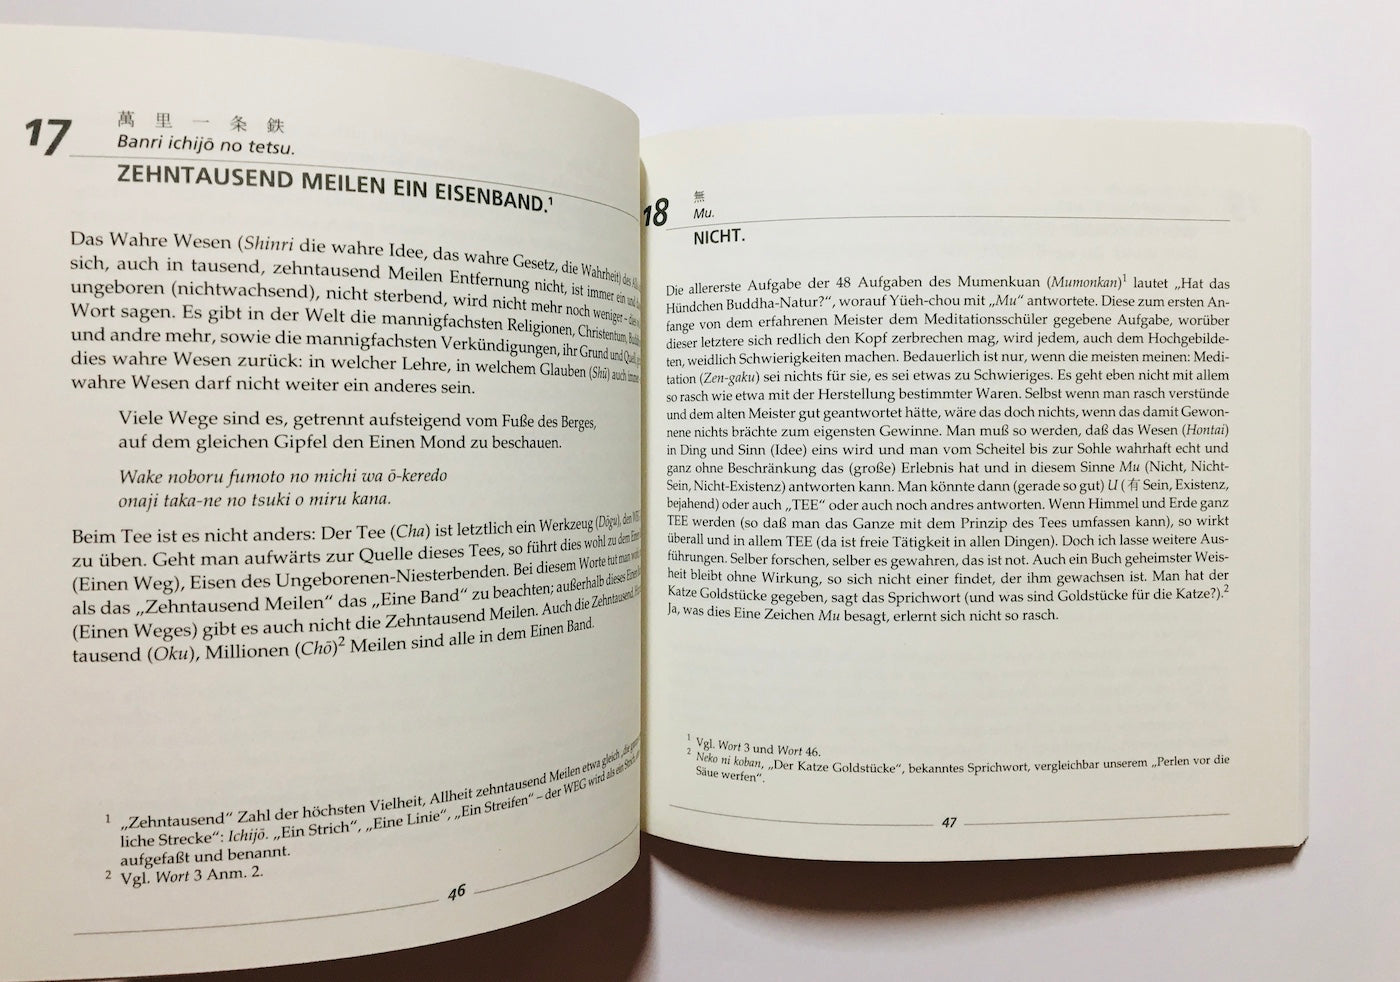 17
萬里一条鉄
Banri ichijō no tetsu.
ZEHNTAUSEND MEILEN EIN EISENBAND.¹
Das Wahre Wesen (Shinri die wahre Idee, das wahre Gesetz, die Wahrheit) des
sich, auch in tausend, zehntausend Meilen Entfernung nicht, ist immer ein und
ungeboren (nichtwachsend), nicht sterbend, wird nicht mehr noch weniger – dies
Wort sagen. Es gibt in der Welt die mannigfachsten Religionen, Christentum,
und andre mehr, sowie die mannigfachsten Verkündigungen, ihr Grund und Quell,
dies wahre Wesen zurück: in welcher Lehre, in welchem Glauben (Shū) auch immer
wahre Wesen darf nicht weiter ein anderes sein.
Viele Wege sind es, getrennt aufsteigend vom Fuße des Berges,
auf dem gleichen Gipfel den Einen Mond zu beschauen.
Wake noboru fumoto no michi wa ō-keredo
onaji taka-ne no tsuki o miru kana.
Beim Tee ist es nicht anders: Der Tee (Cha) ist letztlich ein Werkzeug (Dōgu), den
zu üben. Geht man aufwärts zur Quelle dieses Tees, so führt dies wohl zu dem
(Einen Weg), Eisen des Ungeborenen-Niesterbenden. Bei diesem Worte tut man
als das „Zehntausend Meilen“ das „Eine Band“ zu beachten; außerhalb dieses
(Einen Weges) gibt es auch nicht die Zehntausend Meilen. Auch die Zehntausend,
tausend (Oku), Millionen (Chō)² Meilen sind alle in dem Einen Band.
¹ „Zehntausend“ Zahl der höchsten Vielheit, Allheit zehntausend Meilen etwa gleich „die
liche Strecke“: Ichijō. „Ein Strich“, „Eine Linie“, „Ein Streifen“ – der WEG wird als ein Strich
aufgefaßt und benannt.
² Vgl. Wort 3 Anm. 2.
46
18
無
Mu.
NICHT.
Die allererste Aufgabe der 48 Aufgaben des Mumenkuan (Mumonkan)¹ lautet „Hat das
Hündchen Buddha-Natur?“, worauf Yüeh-chou mit „Mu“ antwortete. Diese zum ersten An-
fange von dem erfahrenen Meister dem Meditationsschüler gegebene Aufgabe, worüber
dieser letztere sich redlich den Kopf zerbrechen mag, wird jedem, auch dem Hochgebilde-
ten, weidlich Schwierigkeiten machen. Bedauerlich ist nur, wenn die meisten meinen: Medi-
tation (Zen-gaku) sei nichts für sie, es sei etwas zu Schwieriges. Es geht eben nicht mit allem
so rasch wie etwa mit der Herstellung bestimmter Waren. Selbst wenn man rasch verstünde
und dem alten Meister gut geantwortet hätte, wäre das doch nichts, wenn das damit Gewon-
nene nichts brächte zum eigensten Gewinne. Man muß so werden, daß das Wesen (Hontai)
in Ding und Sinn (Idee) eins wird und man vom Scheitel bis zur Sohle wahrhaft echt und
ganz ohne Beschränkung das (große) Erlebnis hat und in diesem Sinne Mu (Nicht, Nicht-
Sein, Nicht-Existenz) antworten kann. Man könnte dann (gerade so gut) U (有 Sein, Existenz,
bejahend) oder auch „TEE“ oder auch noch andres antworten. Wenn Himmel und Erde ganz
TEE werden (so daß man das Ganze mit dem Prinzip des Tees umfassen kann), so wirkt
überall und in allem TEE (da ist freie Tätigkeit in allen Dingen). Doch ich lasse weitere Aus-
führungen. Selber forschen, selber es gewahren, das ist not. Auch ein Buch geheimster Weis-
heit bleibt ohne Wirkung, so sich nicht einer findet, der ihm gewachsen ist. Man hat der
Katze Goldstücke gegeben, sagt das Sprichwort (und was sind Goldstücke für die Katze?).²
Ja, was dies Eine Zeichen Mu besagt, erlernt sich nicht so rasch.
¹ Vgl. Wort 3 und Wort 46.
² Neko ni koban, „Der Katze Goldstücke“, bekanntes Sprichwort, vergleichbar unserem „Perlen vor die
Säue werfen“.
47